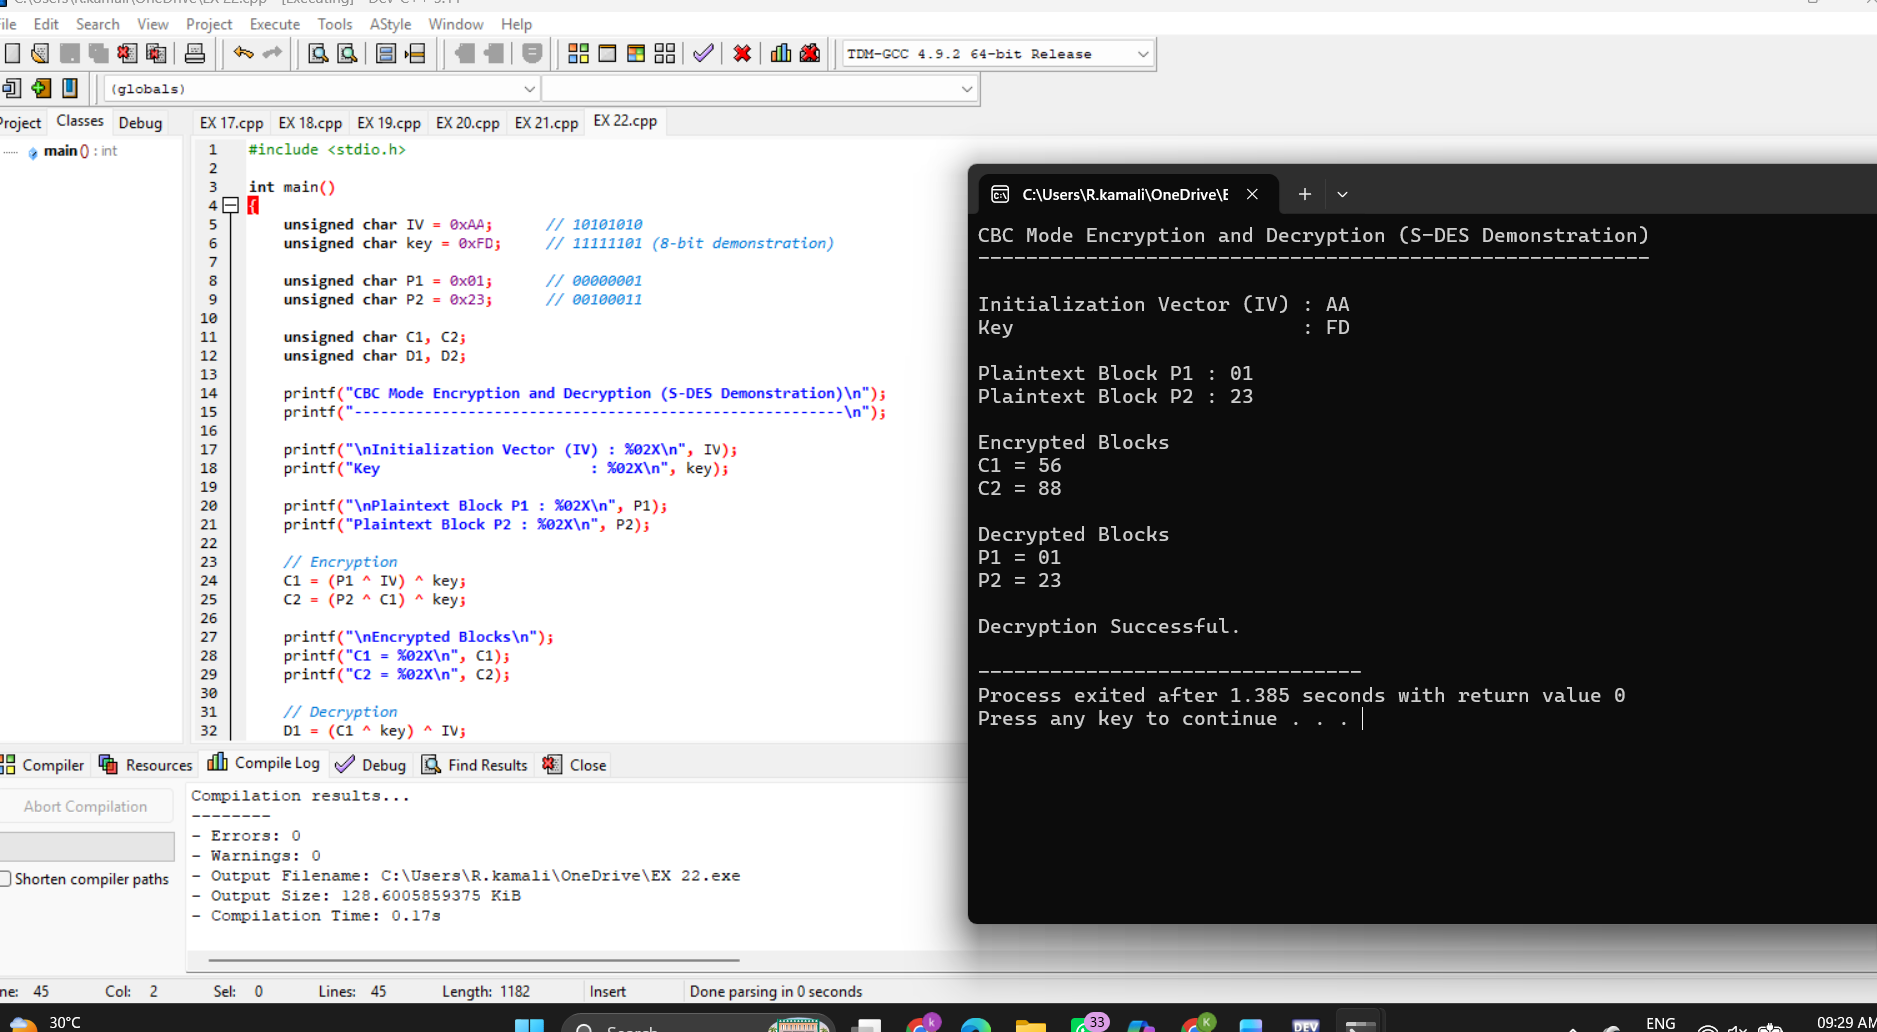 File Edit Search View Project Execute Tools AStyle Window Help
TDM-GCC 4.9.2 64-bit Release
(globals)
Project Classes Debug
EX 17.cpp EX 18.cpp EX 19.cpp EX 20.cpp EX 21.cpp EX 22.cpp
main () : int
1 #include <stdio.h>
2
3 int main()
4 {
5 unsigned char IV = 0xAA; // 10101010
6 unsigned char key = 0xFD; // 11111101 (8-bit demonstration)
7
8 unsigned char P1 = 0x01; // 00000001
9 unsigned char P2 = 0x23; // 00100011
10
11 unsigned char C1, C2;
12 unsigned char D1, D2;
13
14 printf("CBC Mode Encryption and Decryption (S-DES Demonstration)\n");
15 printf("--------------------------------------------------------\n");
16
17 printf("\nInitialization Vector (IV) : %02X\n", IV);
18 printf("Key                        : %02X\n", key);
19
20 printf("\nPlaintext Block P1 : %02X\n", P1);
21 printf("Plaintext Block P2 : %02X\n", P2);
22
23 // Encryption
24 C1 = (P1 ^ IV) ^ key;
25 C2 = (P2 ^ C1) ^ key;
26
27 printf("\nEncrypted Blocks\n");
28 printf("C1 = %02X\n", C1);
29 printf("C2 = %02X\n", C2);
30
31 // Decryption
32 D1 = (C1 ^ key) ^ IV;
C:\Users\R.kamali\OneDrive\E
CBC Mode Encryption and Decryption (S-DES Demonstration)
--------------------------------------------------------
Initialization Vector (IV) : AA
Key                        : FD
Plaintext Block P1 : 01
Plaintext Block P2 : 23
Encrypted Blocks
C1 = 56
C2 = 88
Decrypted Blocks
P1 = 01
P2 = 23
Decryption Successful.
--------------------------------
Process exited after 1.385 seconds with return value 0
Press any key to continue . . .
Compiler Resources Compile Log Debug Find Results Close
Abort Compilation
Shorten compiler paths
Compilation results...
--------
- Errors: 0
- Warnings: 0
- Output Filename: C:\Users\R.kamali\OneDrive\EX 22.exe
- Output Size: 128.6005859375 KiB
- Compilation Time: 0.17s
ne: 45 Col: 2 Sel: 0 Lines: 45 Length: 1182 Insert Done parsing in 0 seconds
30°C
Search
k
33
K
DEV
ENG
09:29 AM